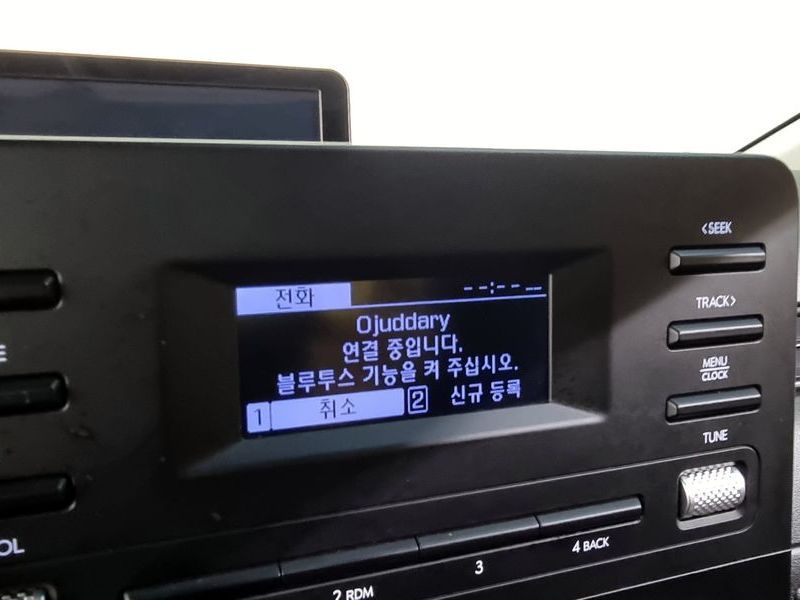 전화 --:-- --
Ojuddary
연결 중입니다.
블루투스 기능을 켜 주십시오.
1 취소 2 신규 등록
<SEEK
TRACK>
MENU
CLOCK
TUNE
E
OL
2 RDM
3
4 BACK